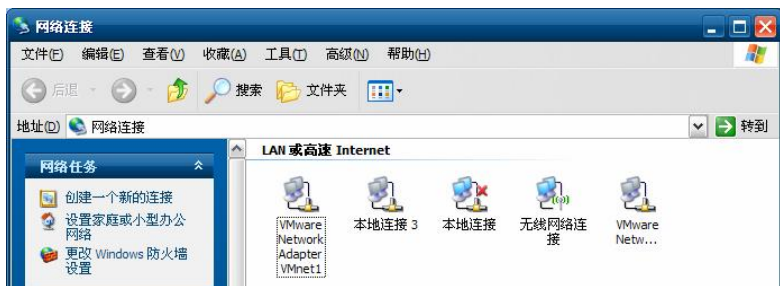 网络连接
文件(F) 编辑(E) 查看(V) 收藏(A) 工具(T) 高级(N) 帮助(H)
后退 搜索 文件夹
地址(D) 网络连接 转到
网络任务
创建一个新的连接
设置家庭或小型办公
网络
更改 Windows 防火墙
设置
LAN 或高速 Internet
VMware
Network
Adapter
VMnet1
本地连接 3
本地连接
无线网络连
接
VMware
Netw...